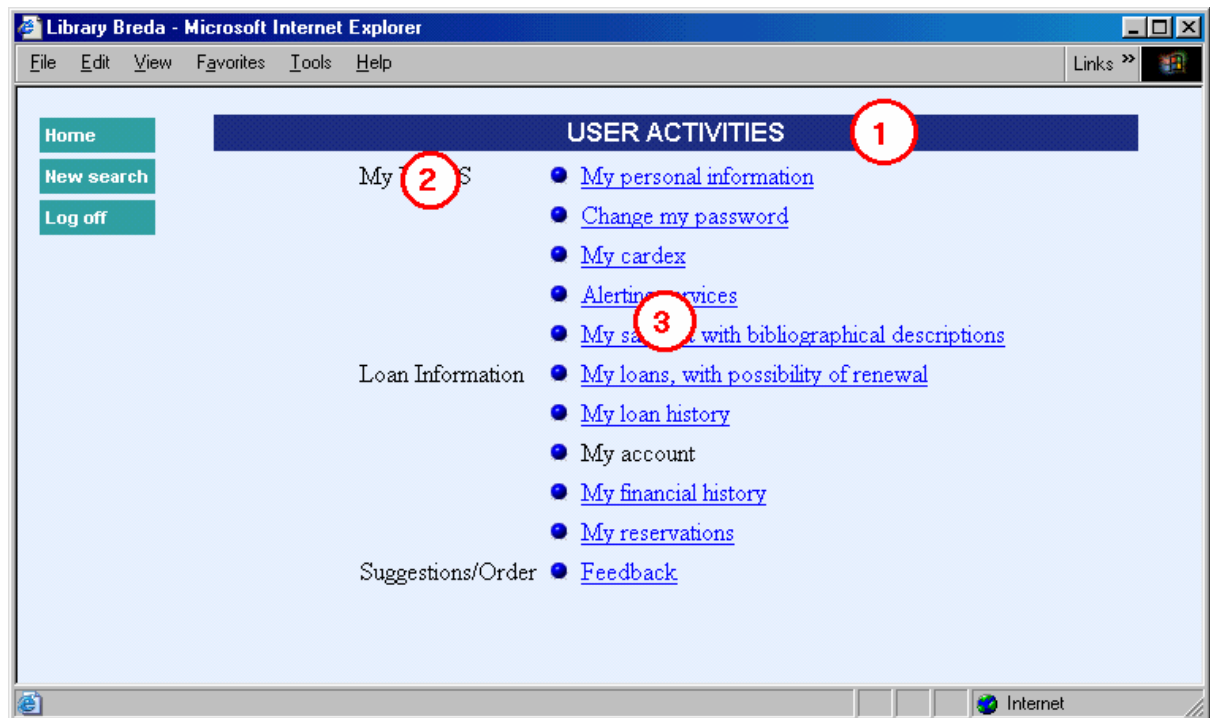 Library Breda - Microsoft Internet Explorer
File Edit View Favorites Tools Help Links »
Home
New search
Log off
USER ACTIVITIES 1
My 2 S
My personal information
Change my password
My cardex
Alerting services
3
My with bibliographical descriptions
Loan Information
My loans, with possibility of renewal
My loan history
My account
My financial history
My reservations
Suggestions/Order
Feedback
Internet